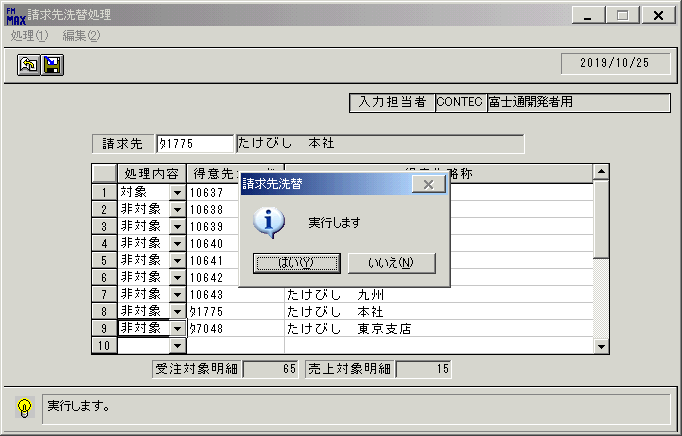 FM MAX 請求先洗替処理
処理(1) 編集(2)
2019/10/25
入力担当者 CONTEC 富士通開発者用
請求先 ﾀ1775 たけびし 本社
処理内容 得意先 略称
1 対象 10637
2 非対象 10638
3 非対象 10639
4 非対象 10640
5 非対象 10641
6 非対象 10642
7 非対象 10643 たけびし 九州
8 非対象 ﾀ1775 たけびし 本社
9 非対象 ﾀ7048 たけびし 東京支店
10
請求先洗替
実行します
はい(Y) いいえ(N)
受注対象明細 65 売上対象明細 15
実行します。